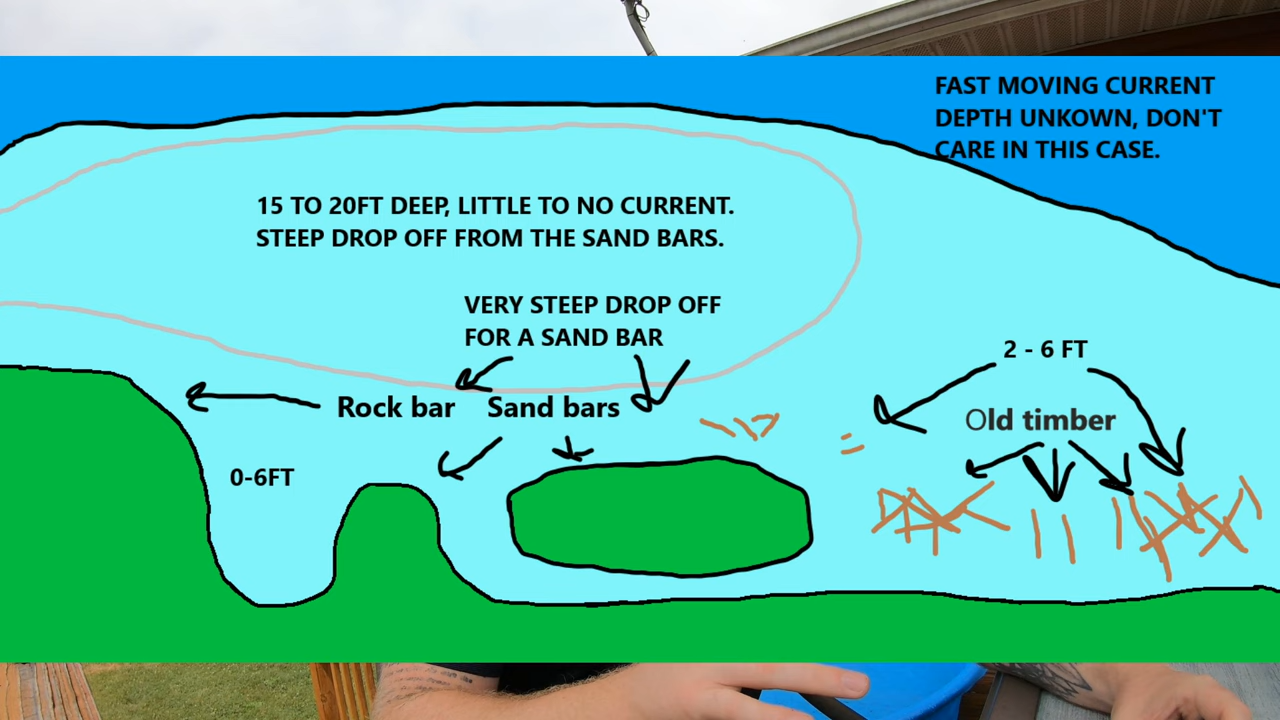 FAST MOVING CURRENT
DEPTH UNKOWN, DON'T
CARE IN THIS CASE.
15 TO 20FT DEEP, LITTLE TO NO CURRENT.
STEEP DROP OFF FROM THE SAND BARS.
VERY STEEP DROP OFF
FOR A SAND BAR
2 - 6 FT
Rock bar
Sand bars
Old timber
0-6FT